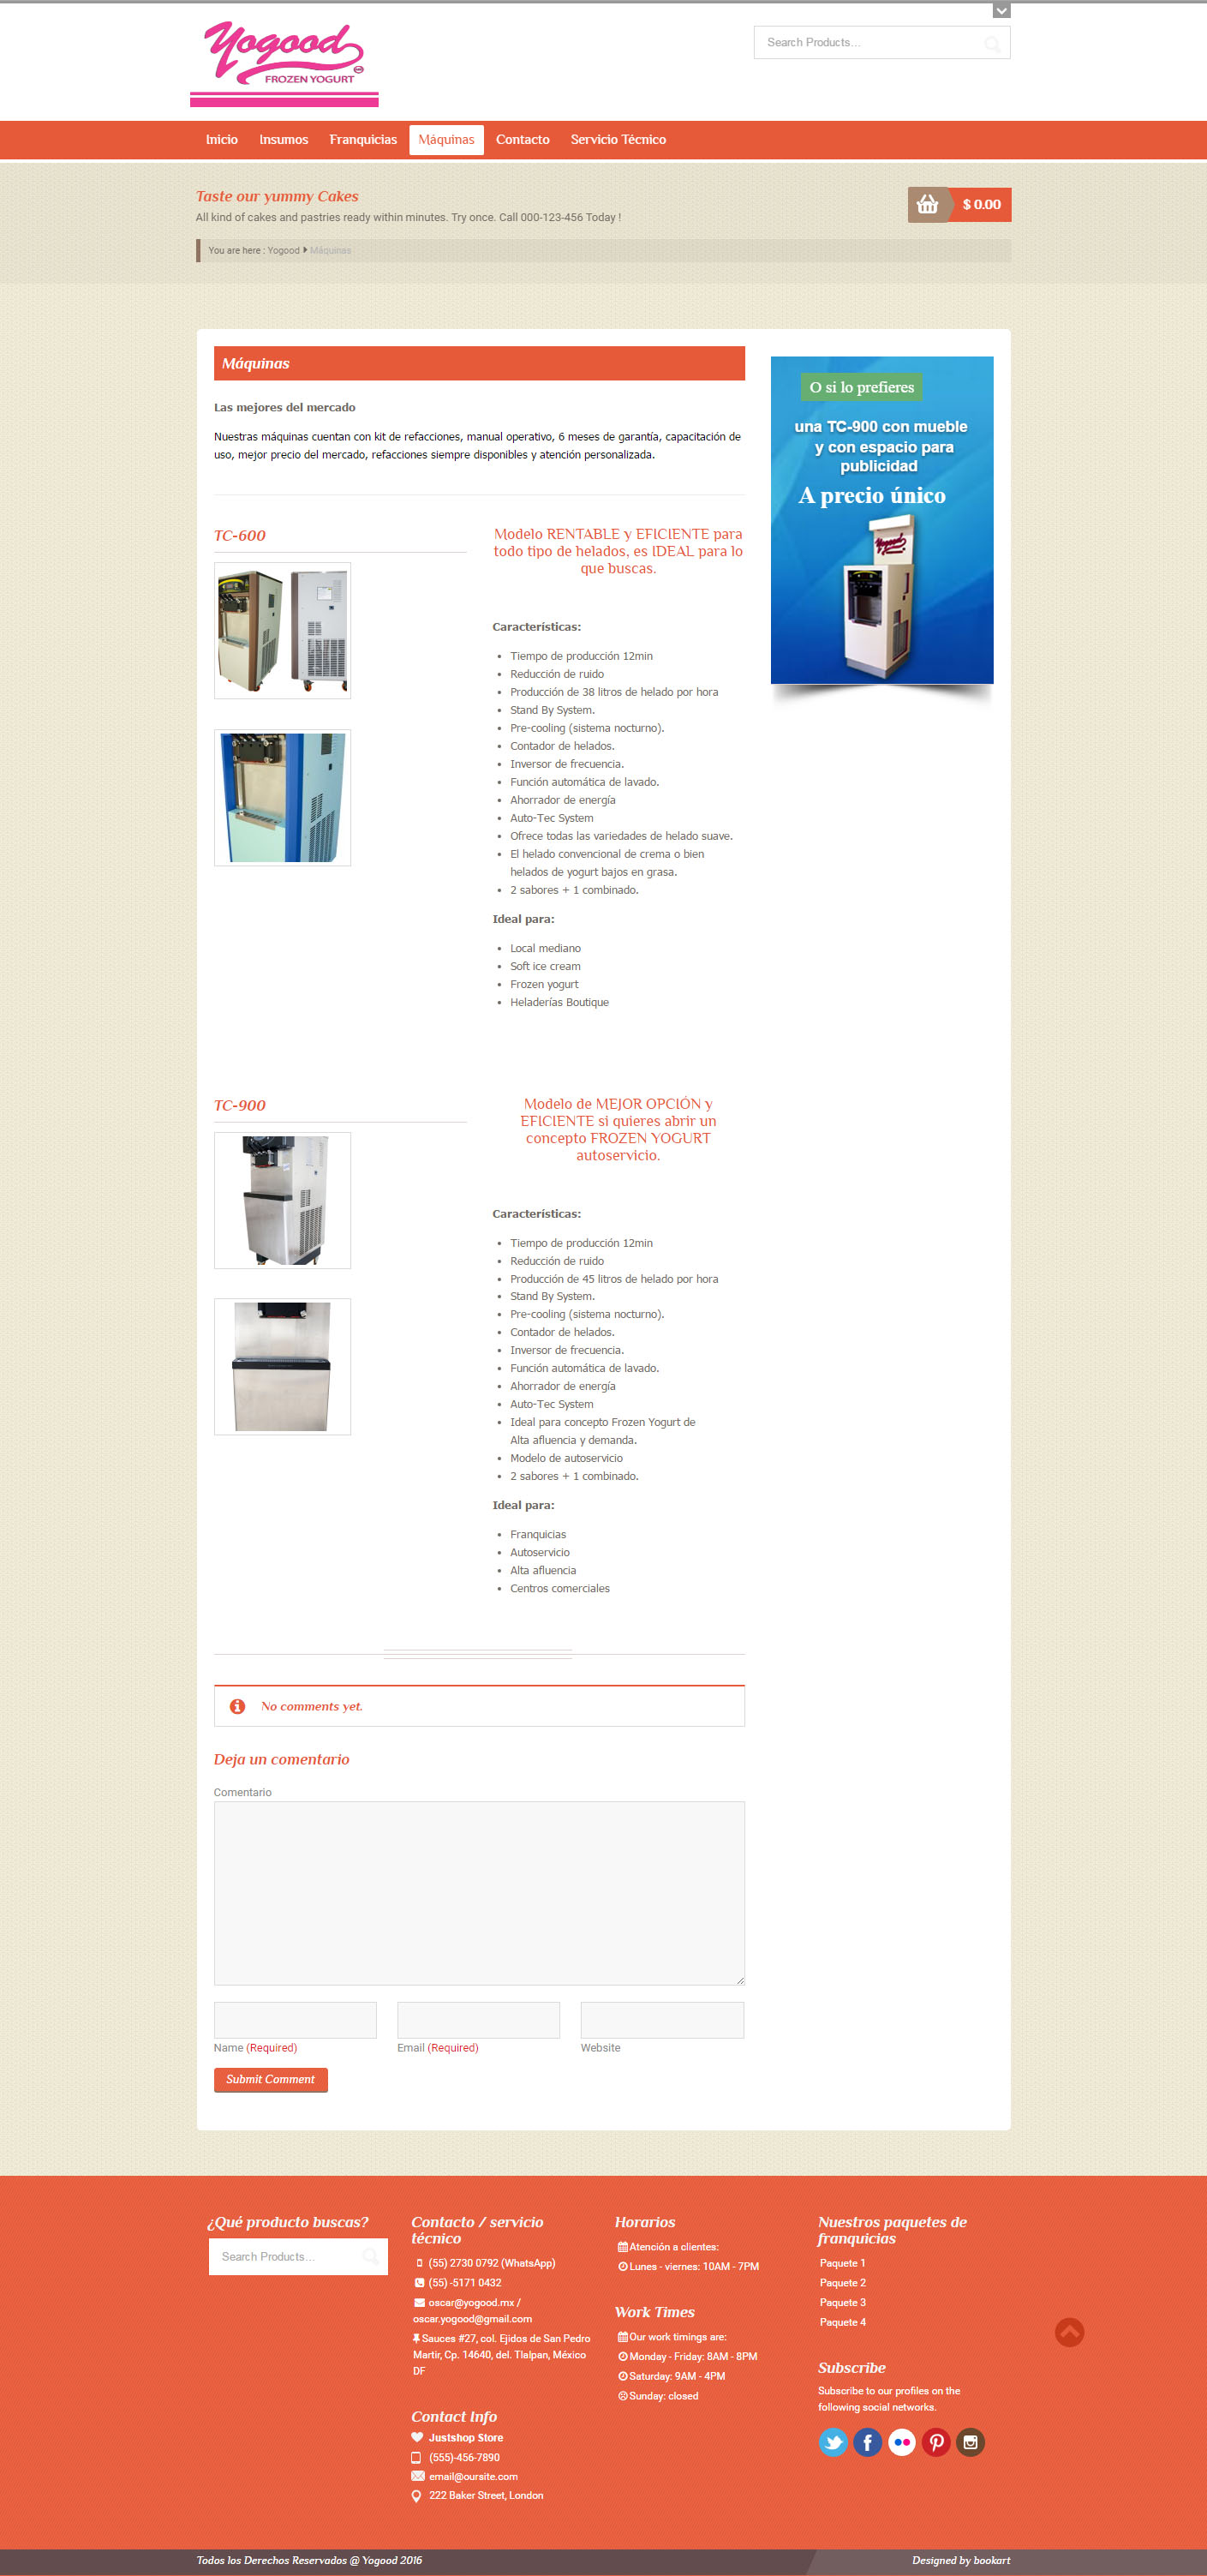 Yogood
FROZEN YOGURT
Search Products...
Inicio
Insumos
Franquicias
Máquinas
Contacto
Servicio Técnico
Taste our yummy Cakes
All kind of cakes and pastries ready within minutes. Try once. Call 000-123-456 Today !
$ 0.00
You are here : Yogood Máquinas
Máquinas
Las mejores del mercado
Nuestras máquinas cuentan con kit de refacciones, manual operativo, 6 meses de garantía, capacitación de
uso, mejor precio del mercado, refacciones siempre disponibles y atención personalizada.
O si lo prefieres
una TC-900 con mueble
y con espacio para
publicidad
A precio único
Yogood
TC-600
Modelo RENTABLE y EFICIENTE para
todo tipo de helados, es IDEAL para lo
que buscas.
Características:
Tiempo de producción 12min
Reducción de ruido
Producción de 38 litros de helado por hora
Stand By System.
Pre-cooling (sistema nocturno).
Contador de helados.
Inversor de frecuencia.
Función automática de lavado.
Ahorrador de energía
Auto-Tec System
Ofrece todas las variedades de helado suave.
El helado convencional de crema o bien
helados de yogurt bajos en grasa.
2 sabores + 1 combinado.
Ideal para:
Local mediano
Soft ice cream
Frozen yogurt
Heladerías Boutique
TC-900
Modelo de MEJOR OPCIÓN y
EFICIENTE si quieres abrir un
concepto FROZEN YOGURT
autoservicio.
Características:
Tiempo de producción 12min
Reducción de ruido
Producción de 45 litros de helado por hora
Stand By System.
Pre-cooling (sistema nocturno).
Contador de helados.
Inversor de frecuencia.
Función automática de lavado.
Ahorrador de energía
Auto-Tec System
Ideal para concepto Frozen Yogurt de
Alta afluencia y demanda.
Modelo de autoservicio
2 sabores + 1 combinado.
Ideal para:
Franquicias
Autoservicio
Alta afluencia
Centros comerciales
No comments yet.
Deja un comentario
Comentario
Name (Required)
Email (Required)
Website
Submit Comment
¿Qué producto buscas?
Search Products...
Contacto / servicio
técnico
(55) 2730 0792 (WhatsApp)
(55) -5171 0432
oscar@yogood.mx /
oscar.yogood@gmail.com
Sauces #27, col. Ejidos de San Pedro
Martir, Cp. 14640, del. Tlalpan, México
DF
Contact Info
Justshop Store
(555)-456-7890
email@oursite.com
222 Baker Street, London
Horarios
Atención a clientes:
Lunes - viernes: 10AM - 7PM
Work Times
Our work timings are:
Monday - Friday: 8AM - 8PM
Saturday: 9AM - 4PM
Sunday: closed
Nuestros paquetes de
franquicias
Paquete 1
Paquete 2
Paquete 3
Paquete 4
Subscribe
Subscribe to our profiles on the
following social networks.
Todos los Derechos Reservados @ Yogood 2016
Designed by bookart